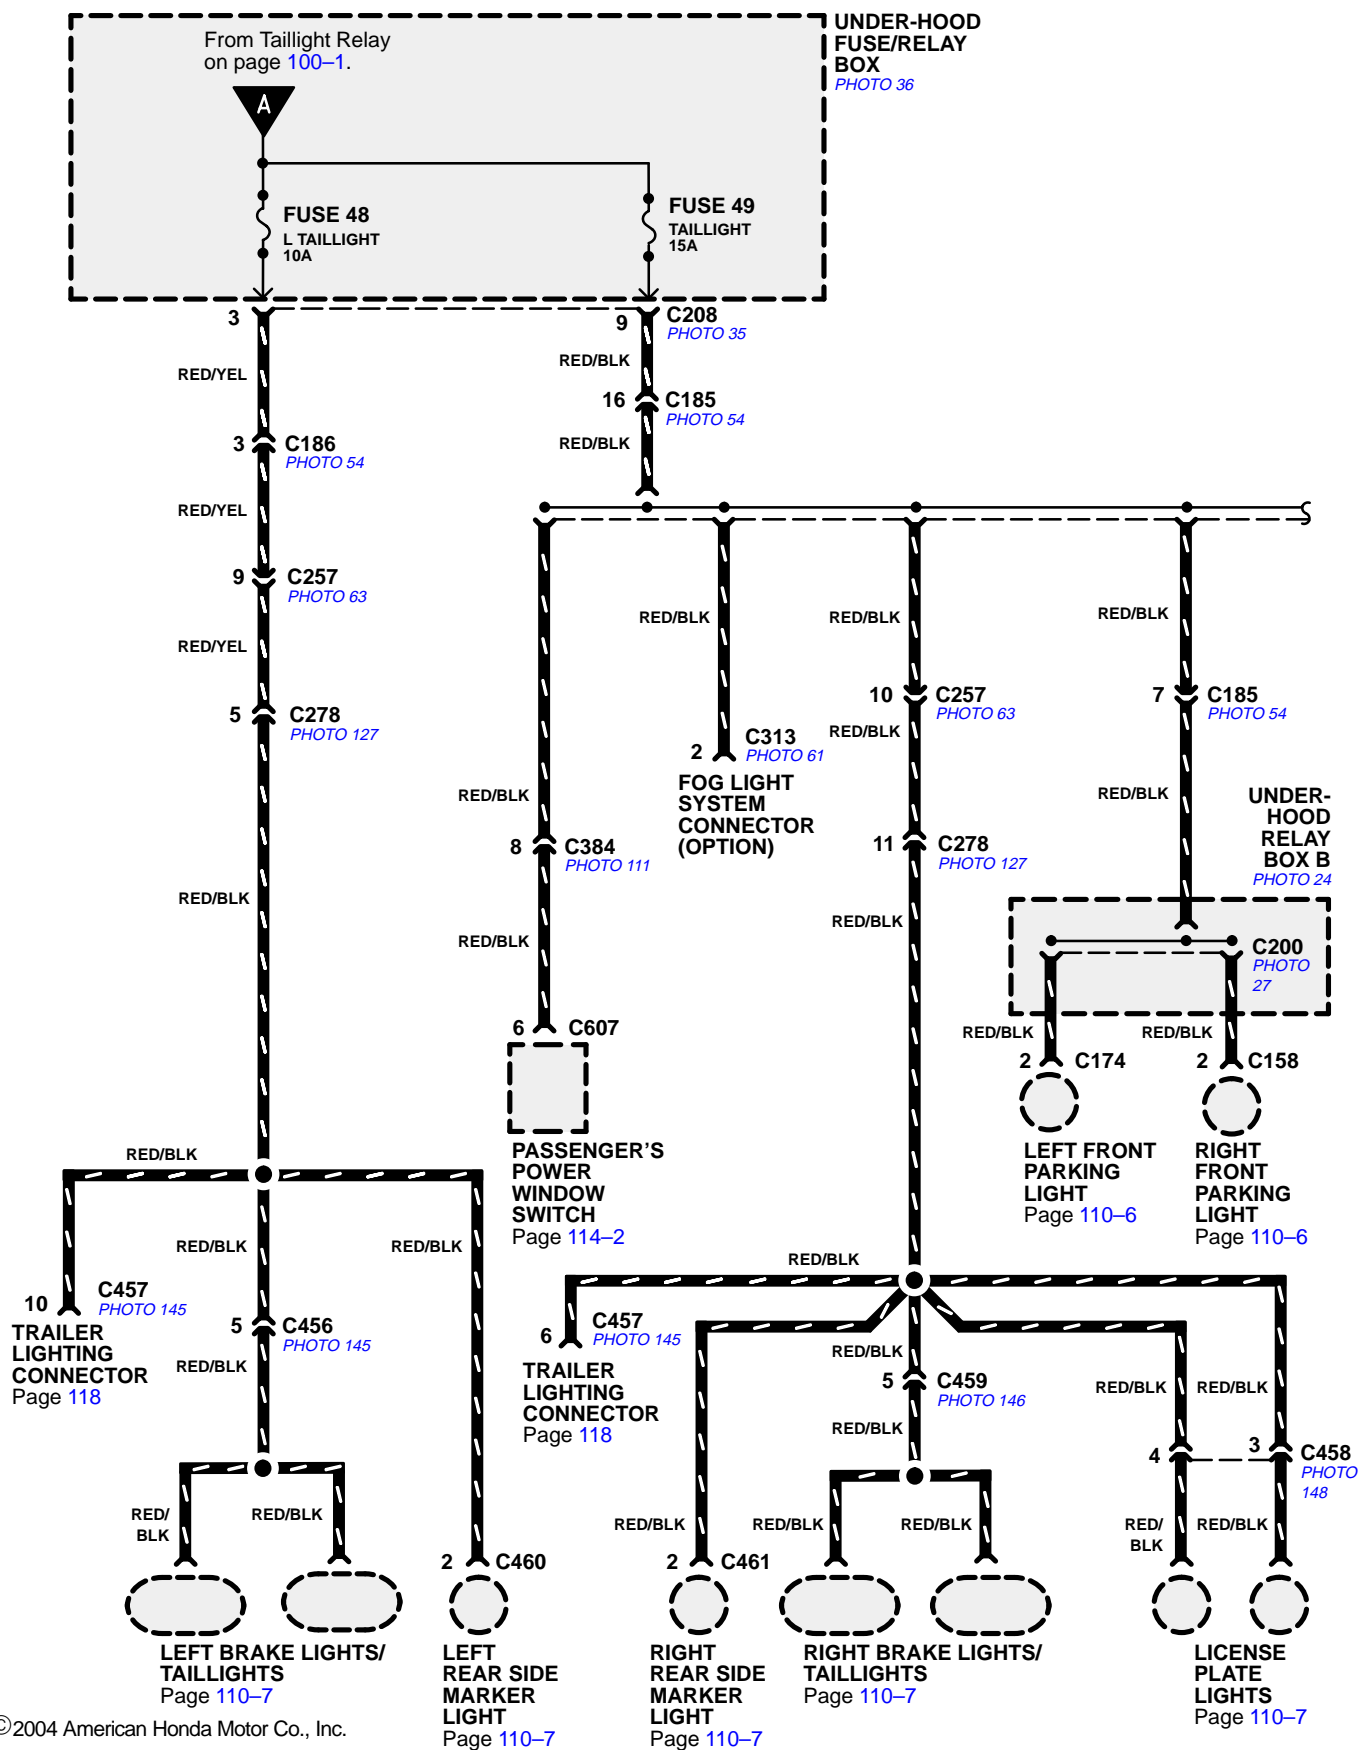 From Taillight Relay
on page 100–1.
A
UNDER-HOOD
FUSE/RELAY
BOX
PHOTO 36
FUSE 48
L TAILLIGHT
10A
FUSE 49
TAILLIGHT
15A
3
9
C208
PHOTO 35
RED/YEL
RED/BLK
16
C185
PHOTO 54
3
C186
PHOTO 54
RED/BLK
RED/YEL
9
C257
PHOTO 63
RED/YEL
RED/BLK
RED/BLK
RED/BLK
5
C278
PHOTO 127
10
C257
PHOTO 63
7
C185
PHOTO 54
2
C313
PHOTO 61
FOG LIGHT
SYSTEM
CONNECTOR
(OPTION)
RED/BLK
RED/BLK
RED/BLK
UNDER-
HOOD
RELAY
BOX B
PHOTO 24
8
C384
PHOTO 111
11
C278
PHOTO 127
RED/BLK
RED/BLK
RED/BLK
C200
PHOTO
27
6
C607
PASSENGER'S
POWER
WINDOW
SWITCH
Page 114–2
RED/BLK
RED/BLK
2
C174
2
C158
LEFT FRONT
PARKING
LIGHT
Page 110–6
RIGHT
FRONT
PARKING
LIGHT
Page 110–6
RED/BLK
RED/BLK
RED/BLK
RED/BLK
10
C457
PHOTO 145
TRAILER
LIGHTING
CONNECTOR
Page 118
5
C456
PHOTO 145
RED/BLK
6
C457
PHOTO 145
TRAILER
LIGHTING
CONNECTOR
Page 118
RED/BLK
5
C459
PHOTO 146
RED/BLK
RED/BLK
RED/BLK
4
3
C458
PHOTO
148
RED/
BLK
RED/BLK
RED/BLK
RED/BLK
RED/BLK
RED/
BLK
RED/BLK
2
C460
2
C461
LEFT BRAKE LIGHTS/
TAILLIGHTS
Page 110–7
LEFT
REAR SIDE
MARKER
LIGHT
Page 110–7
RIGHT
REAR SIDE
MARKER
LIGHT
Page 110–7
RIGHT BRAKE LIGHTS/
TAILLIGHTS
Page 110–7
LICENSE
PLATE
LIGHTS
Page 110–7
©2004 American Honda Motor Co., Inc.